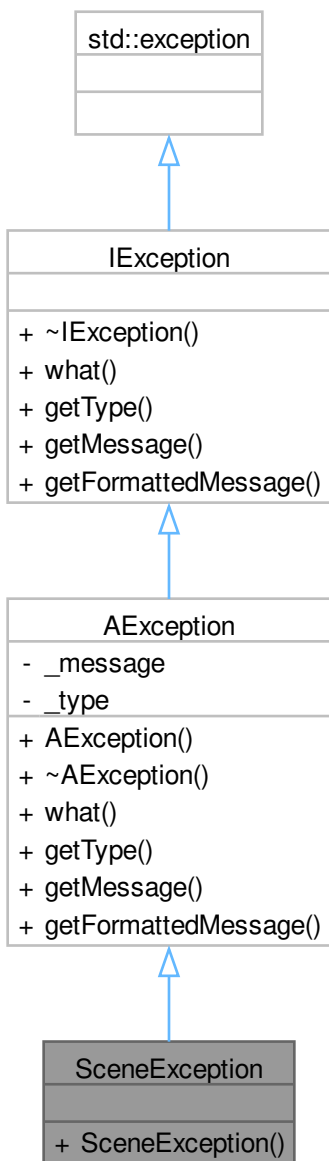 std::exception
IException
+ ~IException()
+ what()
+ getType()
+ getMessage()
+ getFormattedMessage()
AException
- _message
- _type
+ AException()
+ ~AException()
+ what()
+ getType()
+ getMessage()
+ getFormattedMessage()
SceneException
+ SceneException()